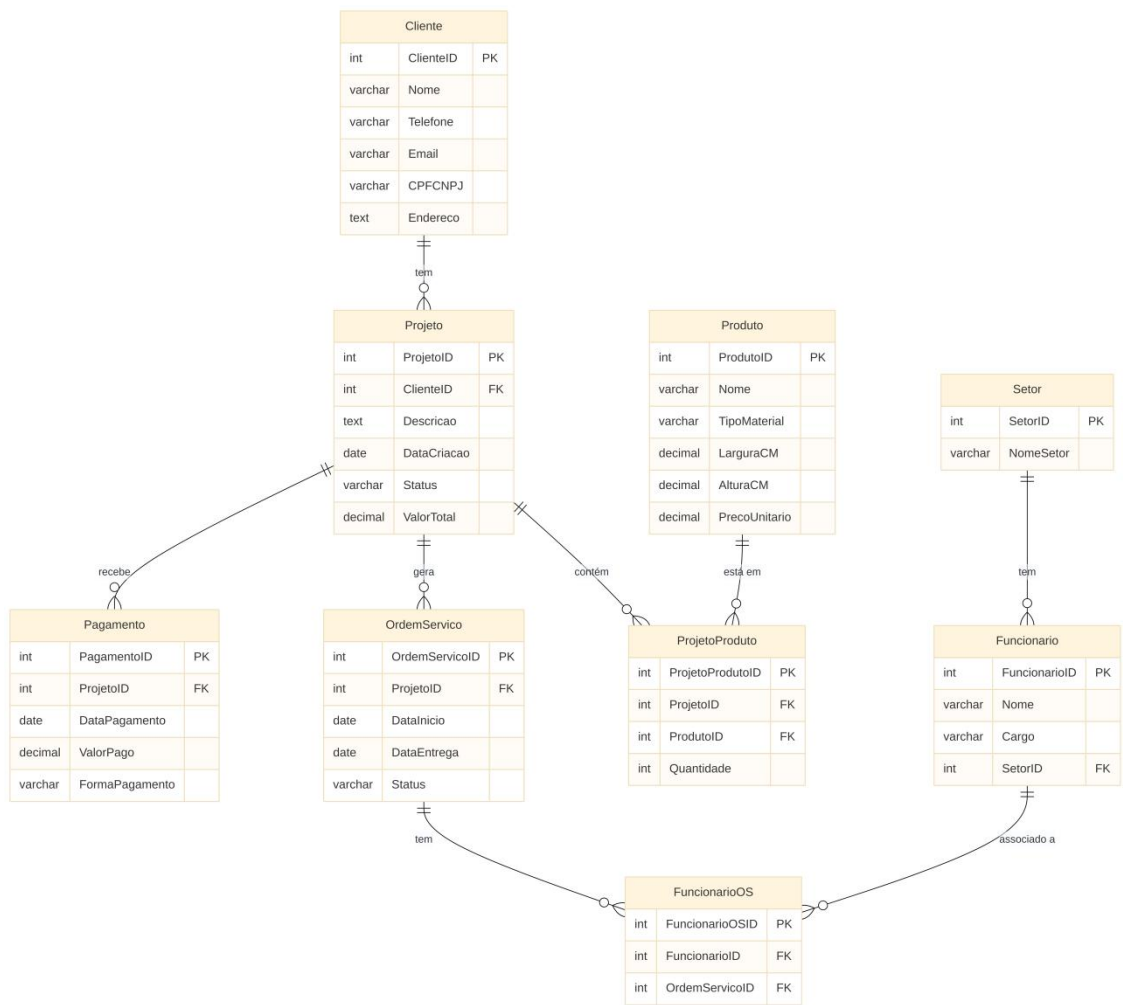 Cliente
int ClienteID PK
varchar Nome
varchar Telefone
varchar Email
varchar CPFCNPJ
text Endereco
tem
Projeto
int ProjetoID PK
int ClienteID FK
text Descricao
date DataCriacao
varchar Status
decimal ValorTotal
Produto
int ProdutoID PK
varchar Nome
varchar TipoMaterial
decimal LarguraCM
decimal AlturaCM
decimal PrecoUnitario
Setor
int SetorID PK
varchar NomeSetor
recebe
gera
contém
está em
tem
Pagamento
int PagamentoID PK
int ProjetoID FK
date DataPagamento
decimal ValorPago
varchar FormaPagamento
OrdemServico
int OrdemServicoID PK
int ProjetoID FK
date DataInicio
date DataEntrega
varchar Status
ProjetoProduto
int ProjetoProdutoID PK
int ProjetoID FK
int ProdutoID FK
int Quantidade
Funcionario
int FuncionarioID PK
varchar Nome
varchar Cargo
int SetorID FK
tem
associado a
FuncionarioOS
int FuncionarioOSID PK
int FuncionarioID FK
int OrdemServicoID FK